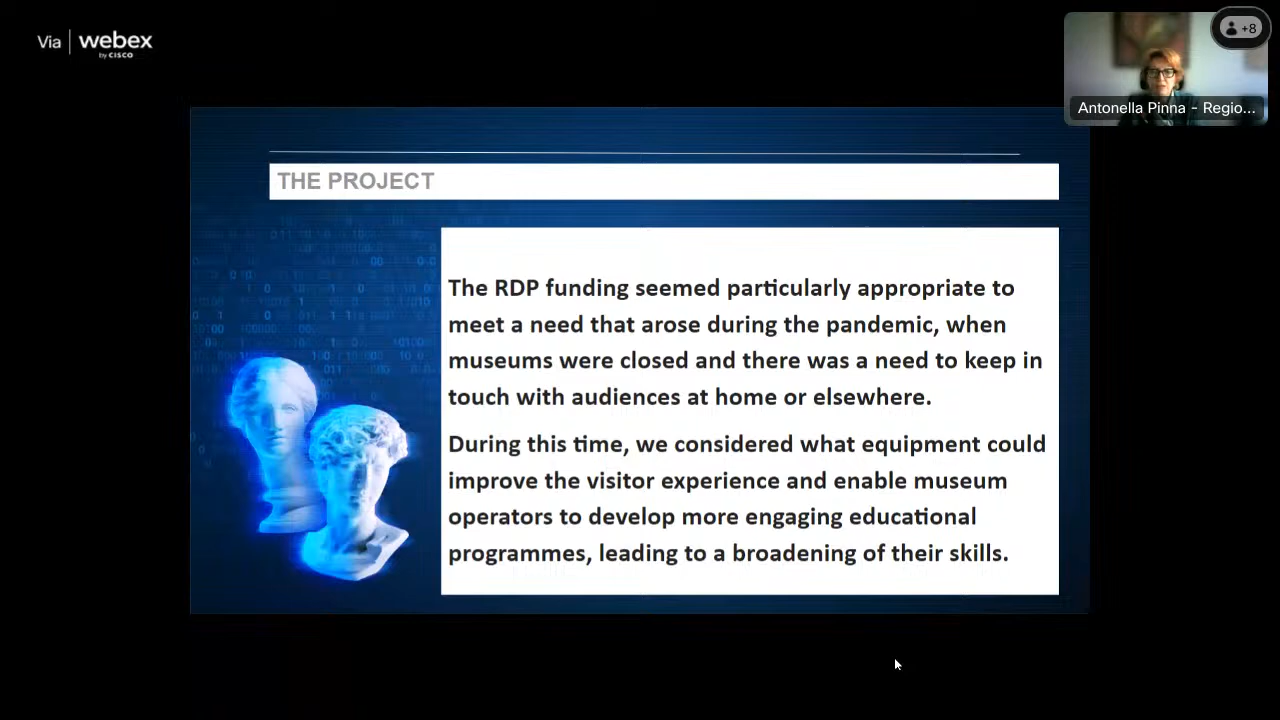 Via webex
by CISCO
+8
Antonella Pinna - Regio...
THE PROJECT
The RDP funding seemed particularly appropriate to
meet a need that arose during the pandemic, when
museums were closed and there was a need to keep in
touch with audiences at home or elsewhere.
During this time, we considered what equipment could
improve the visitor experience and enable museum
operators to develop more engaging educational
programmes, leading to a broadening of their skills.